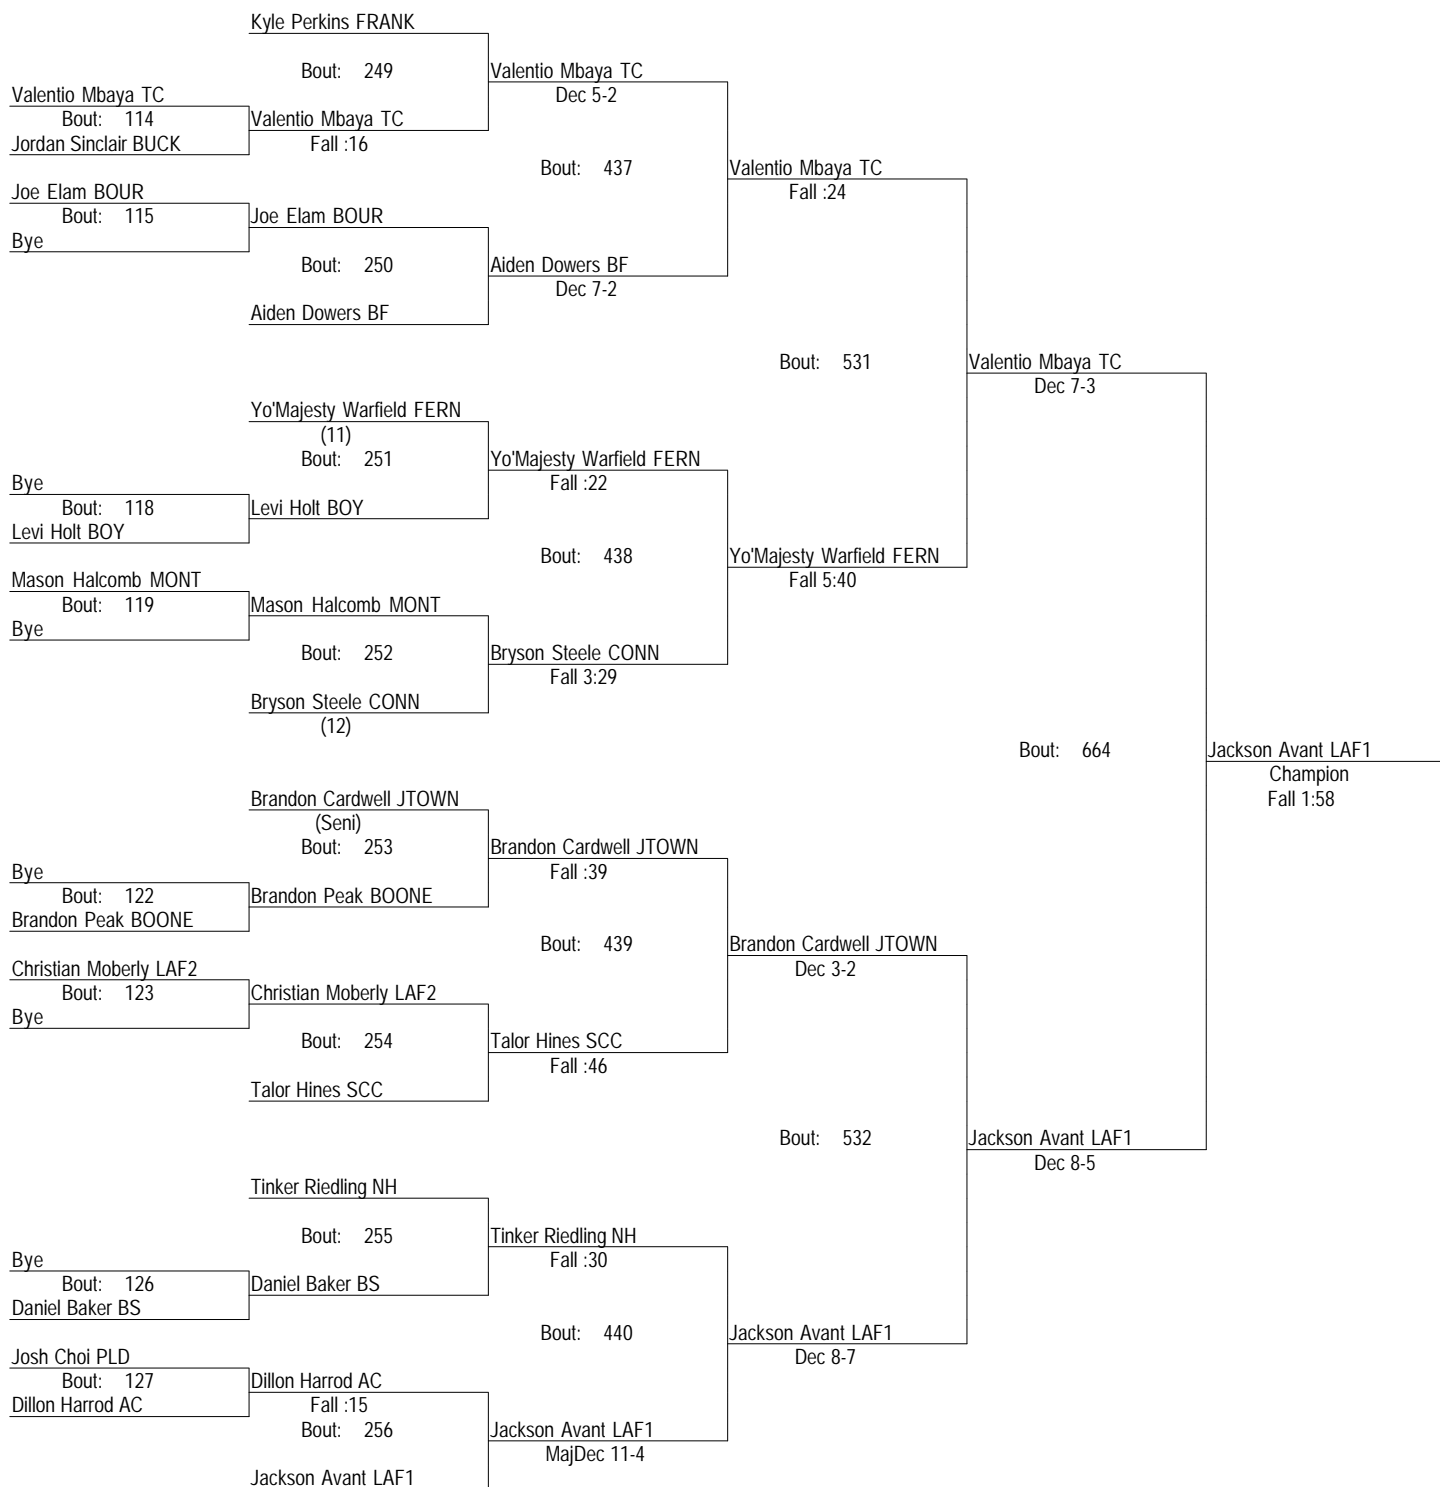 Kyle Perkins FRANK
Bout: 249
Valentio Mbaya TC
Dec 5-2
Valentio Mbaya TC
Bout: 114
Jordan Sinclair BUCK
Valentio Mbaya TC
Fall :16
Bout: 437
Valentio Mbaya TC
Fall :24
Joe Elam BOUR
Bout: 115
Bye
Joe Elam BOUR
Bout: 250
Aiden Dowers BF
Dec 7-2
Aiden Dowers BF
Bout: 531
Valentio Mbaya TC
Dec 7-3
Yo'Majesty Warfield FERN
(11)
Bout: 251
Yo'Majesty Warfield FERN
Fall :22
Bye
Bout: 118
Levi Holt BOY
Levi Holt BOY
Bout: 438
Yo'Majesty Warfield FERN
Fall 5:40
Mason Halcomb MONT
Bout: 119
Bye
Mason Halcomb MONT
Bout: 252
Bryson Steele CONN
Fall 3:29
Bryson Steele CONN
(12)
Bout: 664
Jackson Avant LAF1
Champion
Fall 1:58
Brandon Cardwell JTOWN
(Seni)
Bout: 253
Brandon Cardwell JTOWN
Fall :39
Bye
Bout: 122
Brandon Peak BOONE
Brandon Peak BOONE
Bout: 439
Brandon Cardwell JTOWN
Dec 3-2
Christian Moberly LAF2
Bout: 123
Bye
Christian Moberly LAF2
Bout: 254
Talor Hines SCC
Fall :46
Talor Hines SCC
Bout: 532
Jackson Avant LAF1
Dec 8-5
Tinker Riedling NH
Bout: 255
Tinker Riedling NH
Fall :30
Bye
Bout: 126
Daniel Baker BS
Daniel Baker BS
Bout: 440
Jackson Avant LAF1
Dec 8-7
Josh Choi PLD
Bout: 127
Dillon Harrod AC
Dillon Harrod AC
Fall :15
Bout: 256
Jackson Avant LAF1
MajDec 11-4
Jackson Avant LAF1